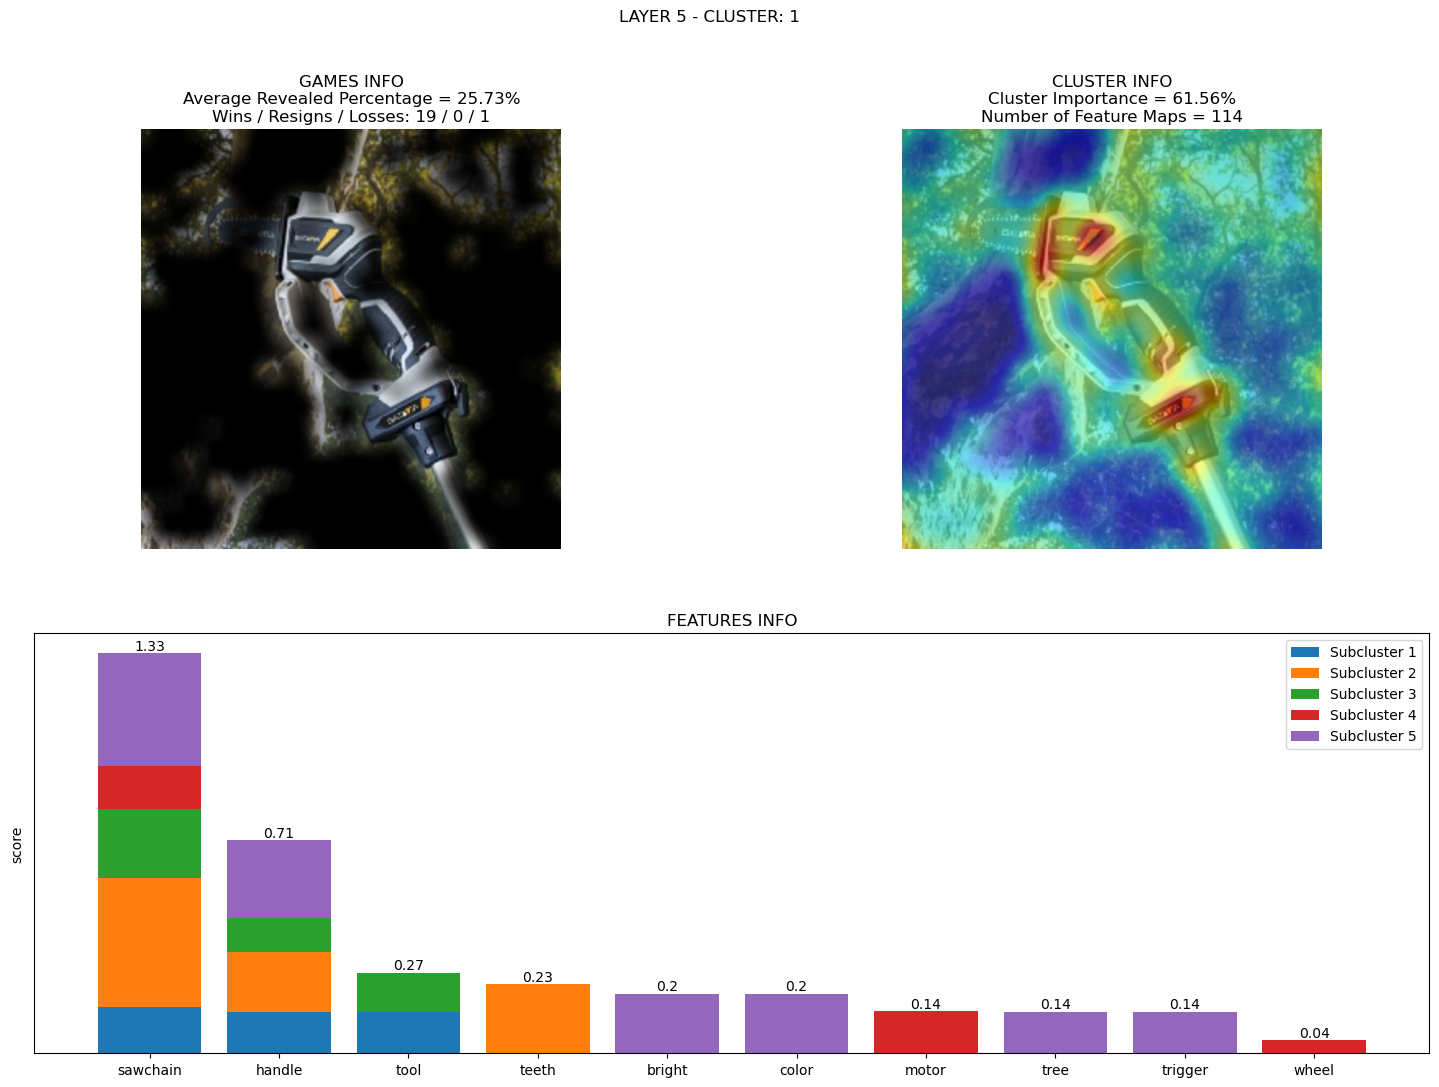 LAYER 5 - CLUSTER: 1
GAMES INFO
Average Revealed Percentage = 25.73%
Wins / Resigns / Losses: 19 / 0 / 1
CLUSTER INFO
Cluster Importance = 61.56%
Number of Feature Maps = 114
FEATURES INFO
score
1.33
0.71
0.27
0.23
0.2
0.2
0.14
0.14
0.14
0.04
Subcluster 1
Subcluster 2
Subcluster 3
Subcluster 4
Subcluster 5
sawchain
handle
tool
teeth
bright
color
motor
tree
trigger
wheel